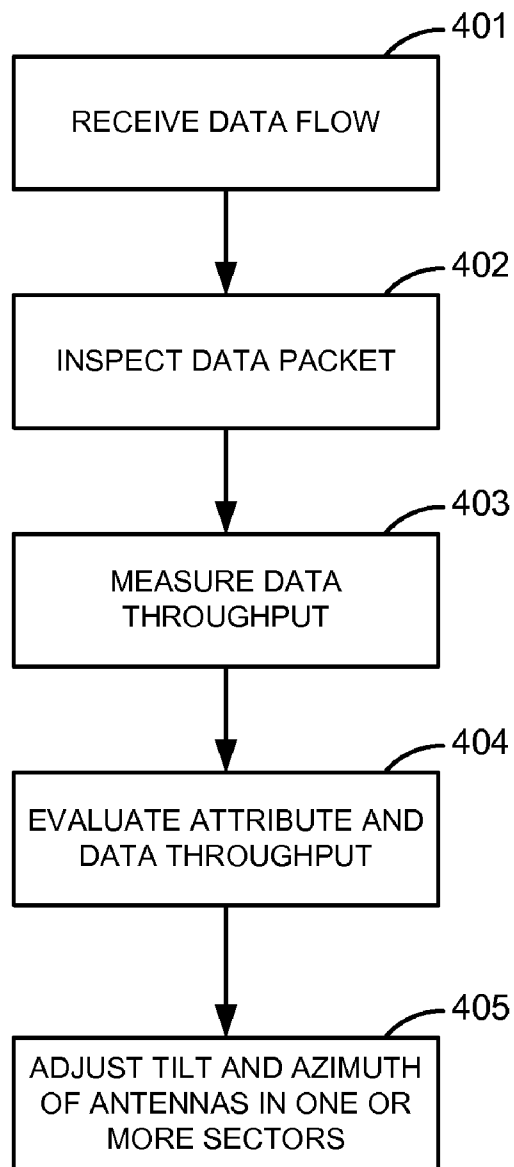 401
RECEIVE DATA FLOW
402
INSPECT DATA PACKET
403
MEASURE DATA
THROUGHPUT
404
EVALUATE ATTRIBUTE AND
DATA THROUGHPUT
405
ADJUST TILT AND AZIMUTH
OF ANTENNAS IN ONE OR
MORE SECTORS